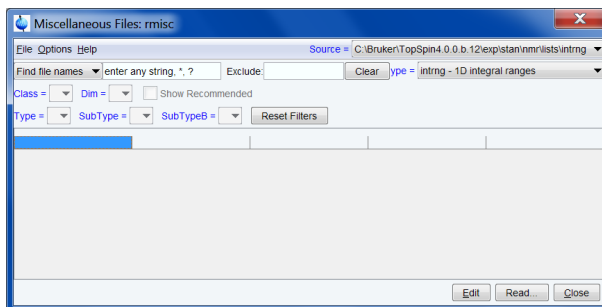 Miscellaneous Files: rmisc
File Options Help Source = C:\Bruker\TopSpin4.0.0.b.12\exp\stan\nmr\lists\intrng
Find file names enter any string, *, ? Exclude: Clear ype = intrng - 1D integral ranges
Class = Dim = Show Recommended
Type = SubType = SubTypeB = Reset Filters
Edit Read... Close